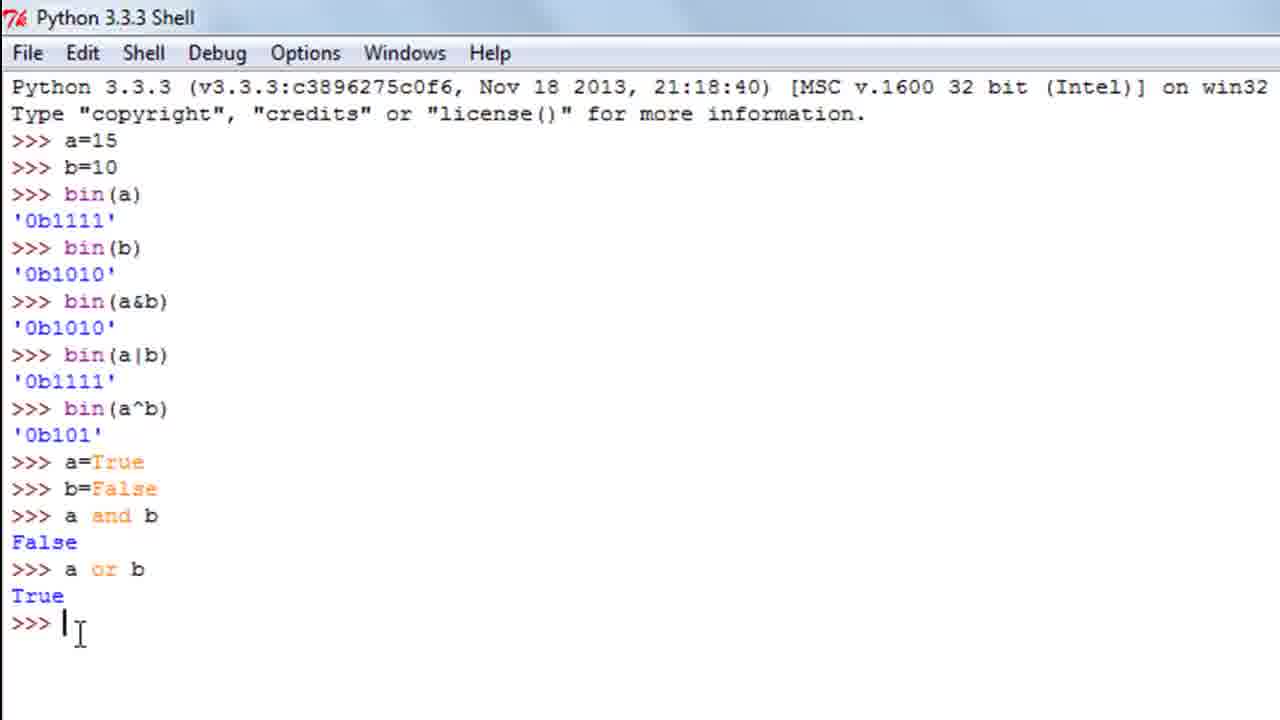 Python 3.3.3 Shell
File Edit Shell Debug Options Windows Help
Python 3.3.3 (v3.3.3:c3896275c0f6, Nov 18 2013, 21:18:40) [MSC v.1600 32 bit (Intel)] on win32
Type "copyright", "credits" or "license()" for more information.
>>> a=15
>>> b=10
>>> bin(a)
'0b1111'
>>> bin(b)
'0b1010'
>>> bin(a&b)
'0b1010'
>>> bin(a|b)
'0b1111'
>>> bin(a^b)
'0b101'
>>> a=True
>>> b=False
>>> a and b
False
>>> a or b
True
>>>